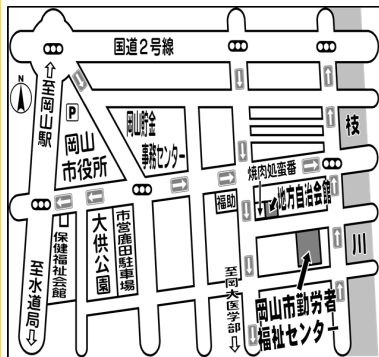 国道2号線
N
至岡山駅
P
岡山
市役所
岡山貯金
事務センター
枝
川
焼肉処蛮番
地方自治会館
福助
保健福祉会館
大供公園
市営鹿田駐車場
至水道局
至岡大医学部
岡山市勤労者
福祉センター